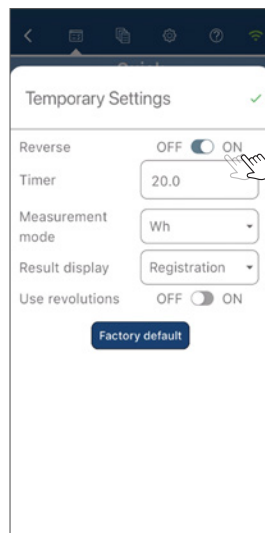 Temporary Settings
Reverse OFF ON
Timer 20.0
Measurement
mode Wh
Result display Registration
Use revolutions OFF ON
Factory default